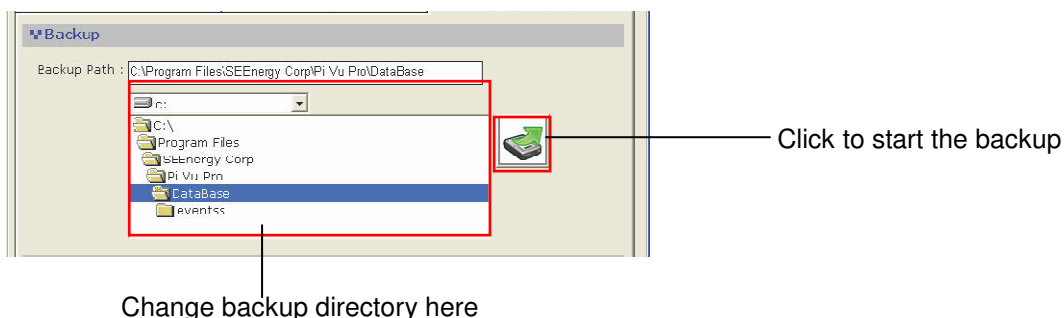 Backup
Backup Path : C:\Program Files\SEEnergy Corp\Pi Vu Pro\DataBase
c:
C:\
Program Files
SEEnergy Corp
Pi Vu Pro
DataBase
eventss
Click to start the backup
Change backup directory here